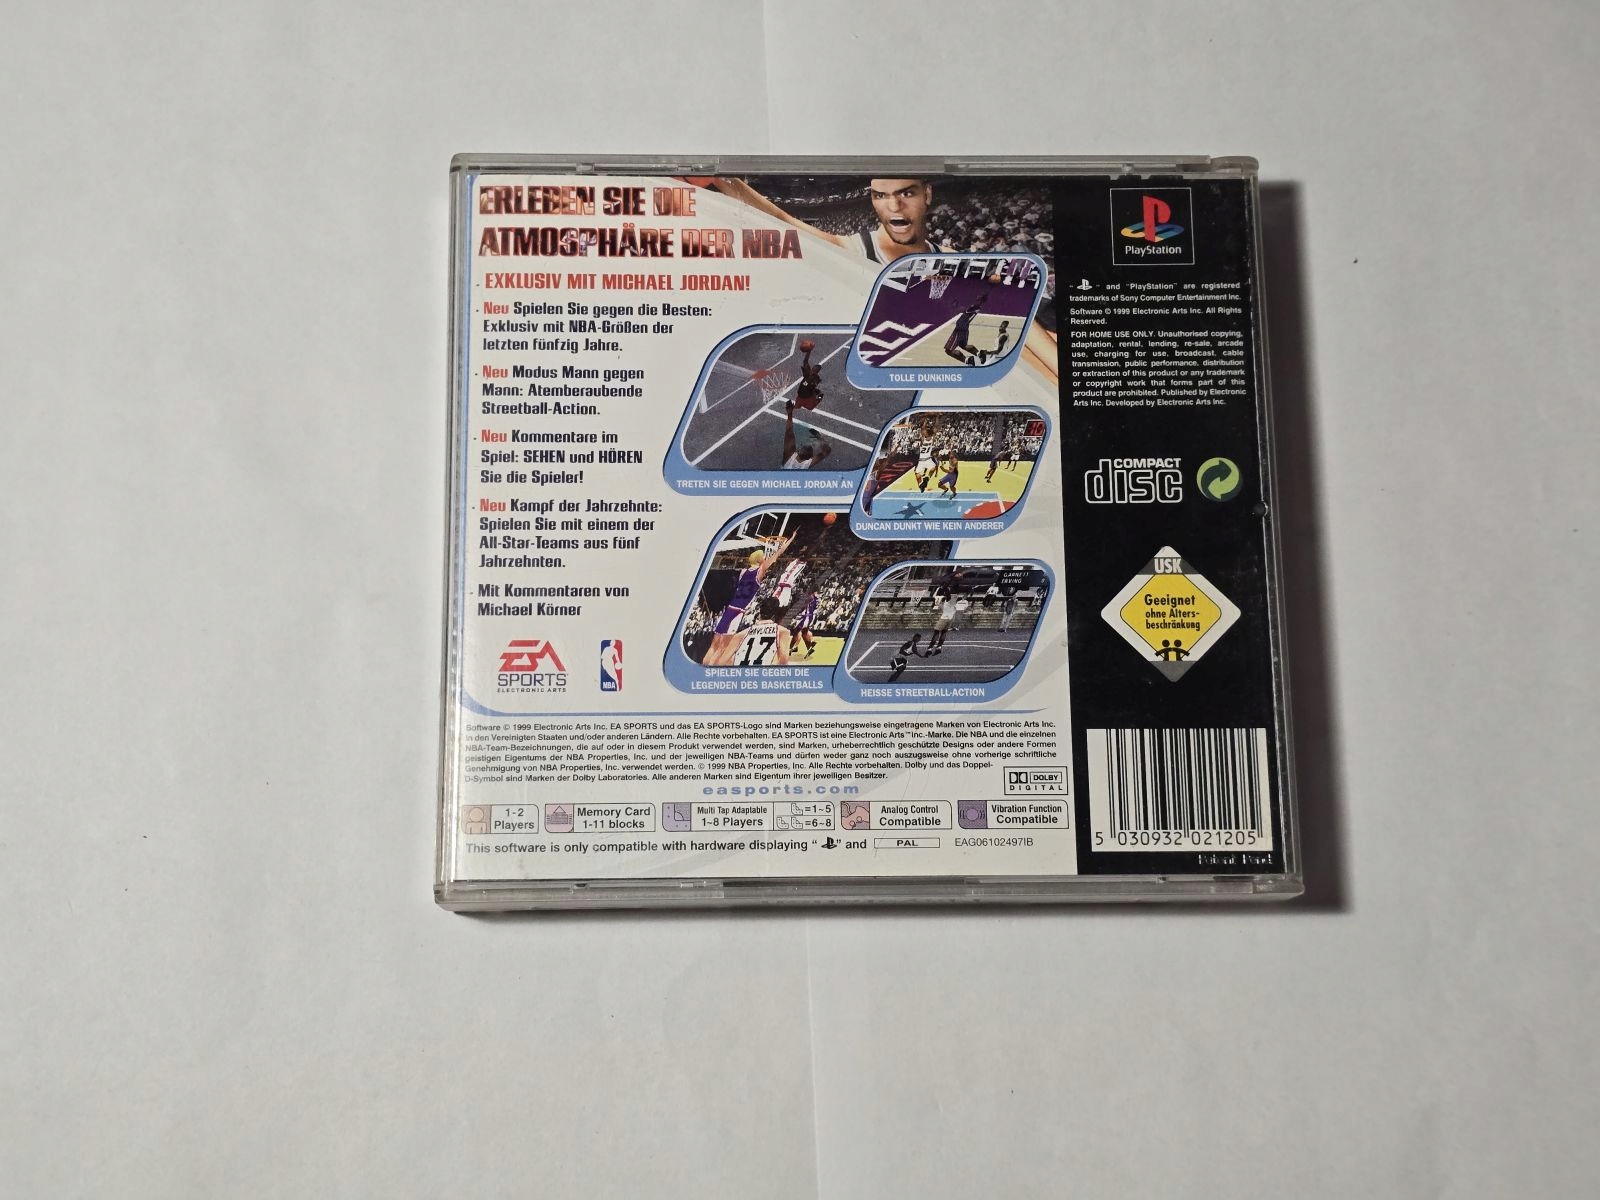 ERLEBEN SIE DIE
ATMOSPHÄRE DER NBA
EXKLUSIV MIT MICHAEL JORDAN!
· Neu Spielen Sie gegen die Besten:
Exklusiv mit NBA-Größen der
letzten fünfzig Jahre.
· Neu Modus Mann gegen
Mann: Atemberaubende
Streetball-Action.
· Neu Kommentare im
Spiel: SEHEN und HÖREN
Sie die Spieler!
· Neu Kampf der Jahrzehnte:
Spielen Sie mit einem der
All-Star-Teams aus fünf
Jahrzehnten.
· Mit Kommentaren von
Michael Körner
EA
SPORTS
ELECTRONIC ARTS
NBA
TOLLE DUNKINGS
TRETEN SIE GEGEN MICHAEL JORDAN AN
10
21
DUNCAN DUNKT WIE KEIN ANDERER
HAVLICEK
17
SPIELEN SIE GEGEN DIE
LEGENDEN DES BASKETBALLS
GARNETT
ERVING
HEISSE STREETBALL-ACTION
Software © 1999 Electronic Arts Inc. EA SPORTS und das EA SPORTS-Logo sind Marken beziehungsweise eingetragene Marken von Electronic Arts Inc.
in den Vereinigten Staaten und/oder anderen Ländern. Alle Rechte vorbehalten. EA SPORTS ist eine Electronic Arts™ Inc.-Marke. Die NBA und die einzelnen
NBA-Team-Bezeichnungen, die auf oder in diesem Produkt verwendet werden, sind Marken, urheberrechtlich geschützte Designs oder andere Formen
geistigen Eigentums der NBA Properties, Inc. und der jeweiligen NBA-Teams und dürfen weder ganz noch auszugsweise ohne vorherige schriftliche
Genehmigung von NBA Properties, Inc. verwendet werden. © 1999 NBA Properties, Inc. Alle Rechte vorbehalten. Dolby und das Doppel-
D-Symbol sind Marken der Dolby Laboratories. Alle anderen Marken sind Eigentum ihrer jeweiligen Besitzer.
easports.com
DOLBY
DIGITAL
1-2
Players
Memory Card
1-11 blocks
Multi Tap Adaptable
1~8 Players
=1~5
=6~8
Analog Control
Compatible
Vibration Function
Compatible
This software is only compatible with hardware displaying " " and PAL EAG06102497IB
PlayStation
" " and "PlayStation" are registered
trademarks of Sony Computer Entertainment Inc.
Software © 1999 Electronic Arts Inc. All Rights
Reserved.
FOR HOME USE ONLY. Unauthorised copying,
adaptation, rental, lending, re-sale, arcade
use, charging for use, broadcast, cable
transmission, public performance, distribution
or extraction of this product or any trademark
or copyright work that forms part of this
product are prohibited. Published by Electronic
Arts Inc. Developed by Electronic Arts Inc.
COMPACT
disc
USK
Geeignet
ohne Alters-
beschränkung
5 030932 021205
Patent Pend